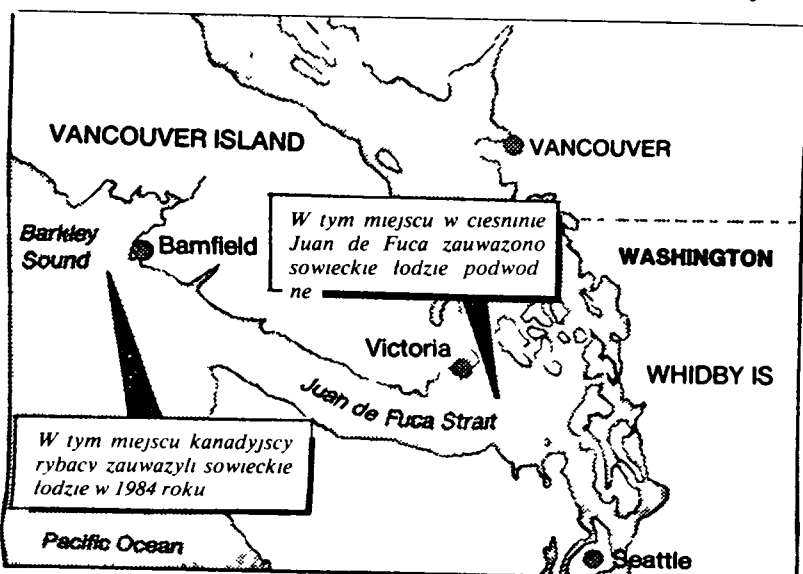 VANCOUVER ISLAND
VANCOUVER
Barkley
Sound
Bamfield
W tym miejscu w ciesninie
Juan de Fuca zauwazono
sowieckie łodzie podwod
ne
WASHINGTON
Victoria
WHIDBY IS
Juan de Fuca Strait
W tym miejscu kanadyjscy
rybacy zauwazyli sowieckie
łodzie w 1984 roku
Pacific Ocean
Seattle